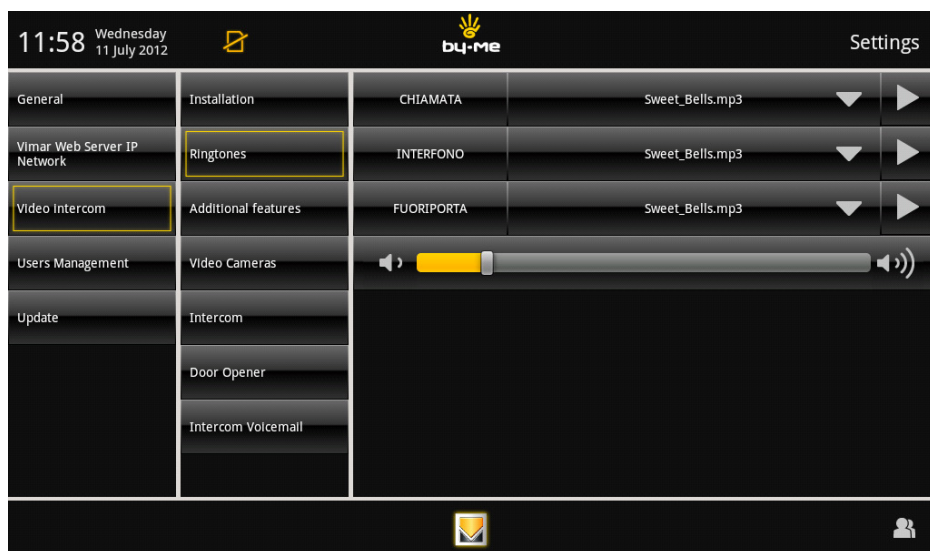 11:58 Wednesday
11 July 2012
by-me
Settings
General
Installation
CHIAMATA
Sweet_Bells.mp3
Vimar Web Server IP
Network
Ringtones
INTERFONO
Sweet_Bells.mp3
Video Intercom
Additional features
FUORIPORTA
Sweet_Bells.mp3
Users Management
Video Cameras
Update
Intercom
Door Opener
Intercom Voicemail